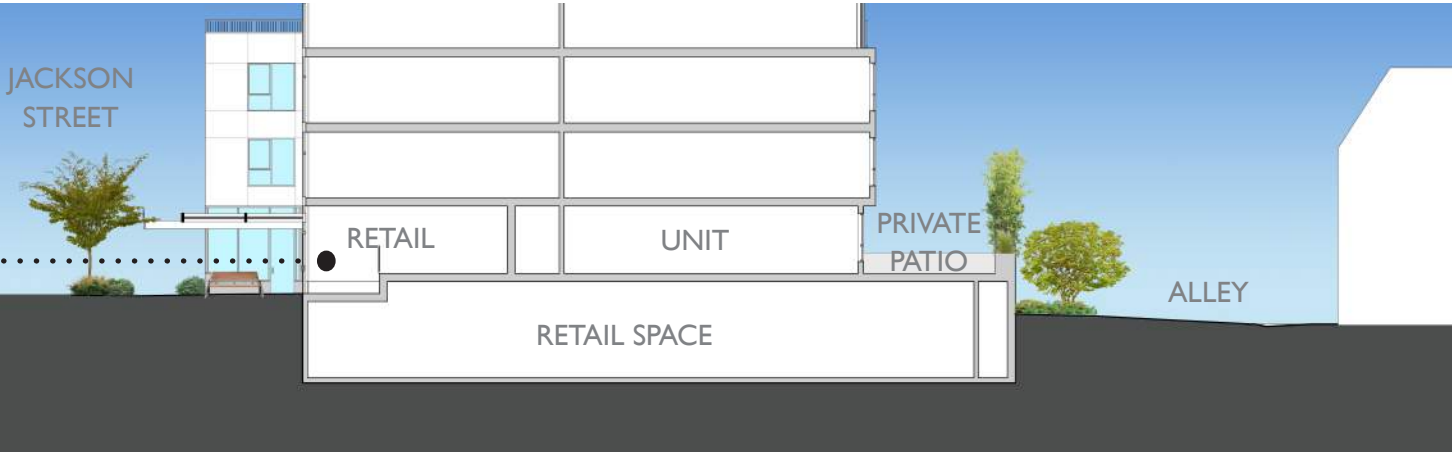 JACKSON
STREET
RETAIL
UNIT
PRIVATE
PATIO
ALLEY
RETAIL SPACE